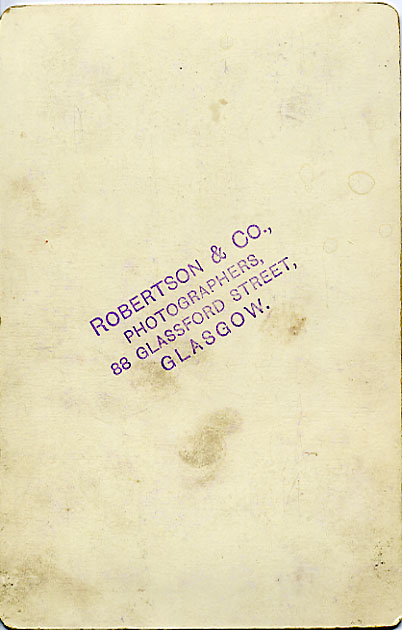 ROBERTSON & CO.,
PHOTOGRAPHERS,
88 GLASSFORD STREET,
GLASGOW.